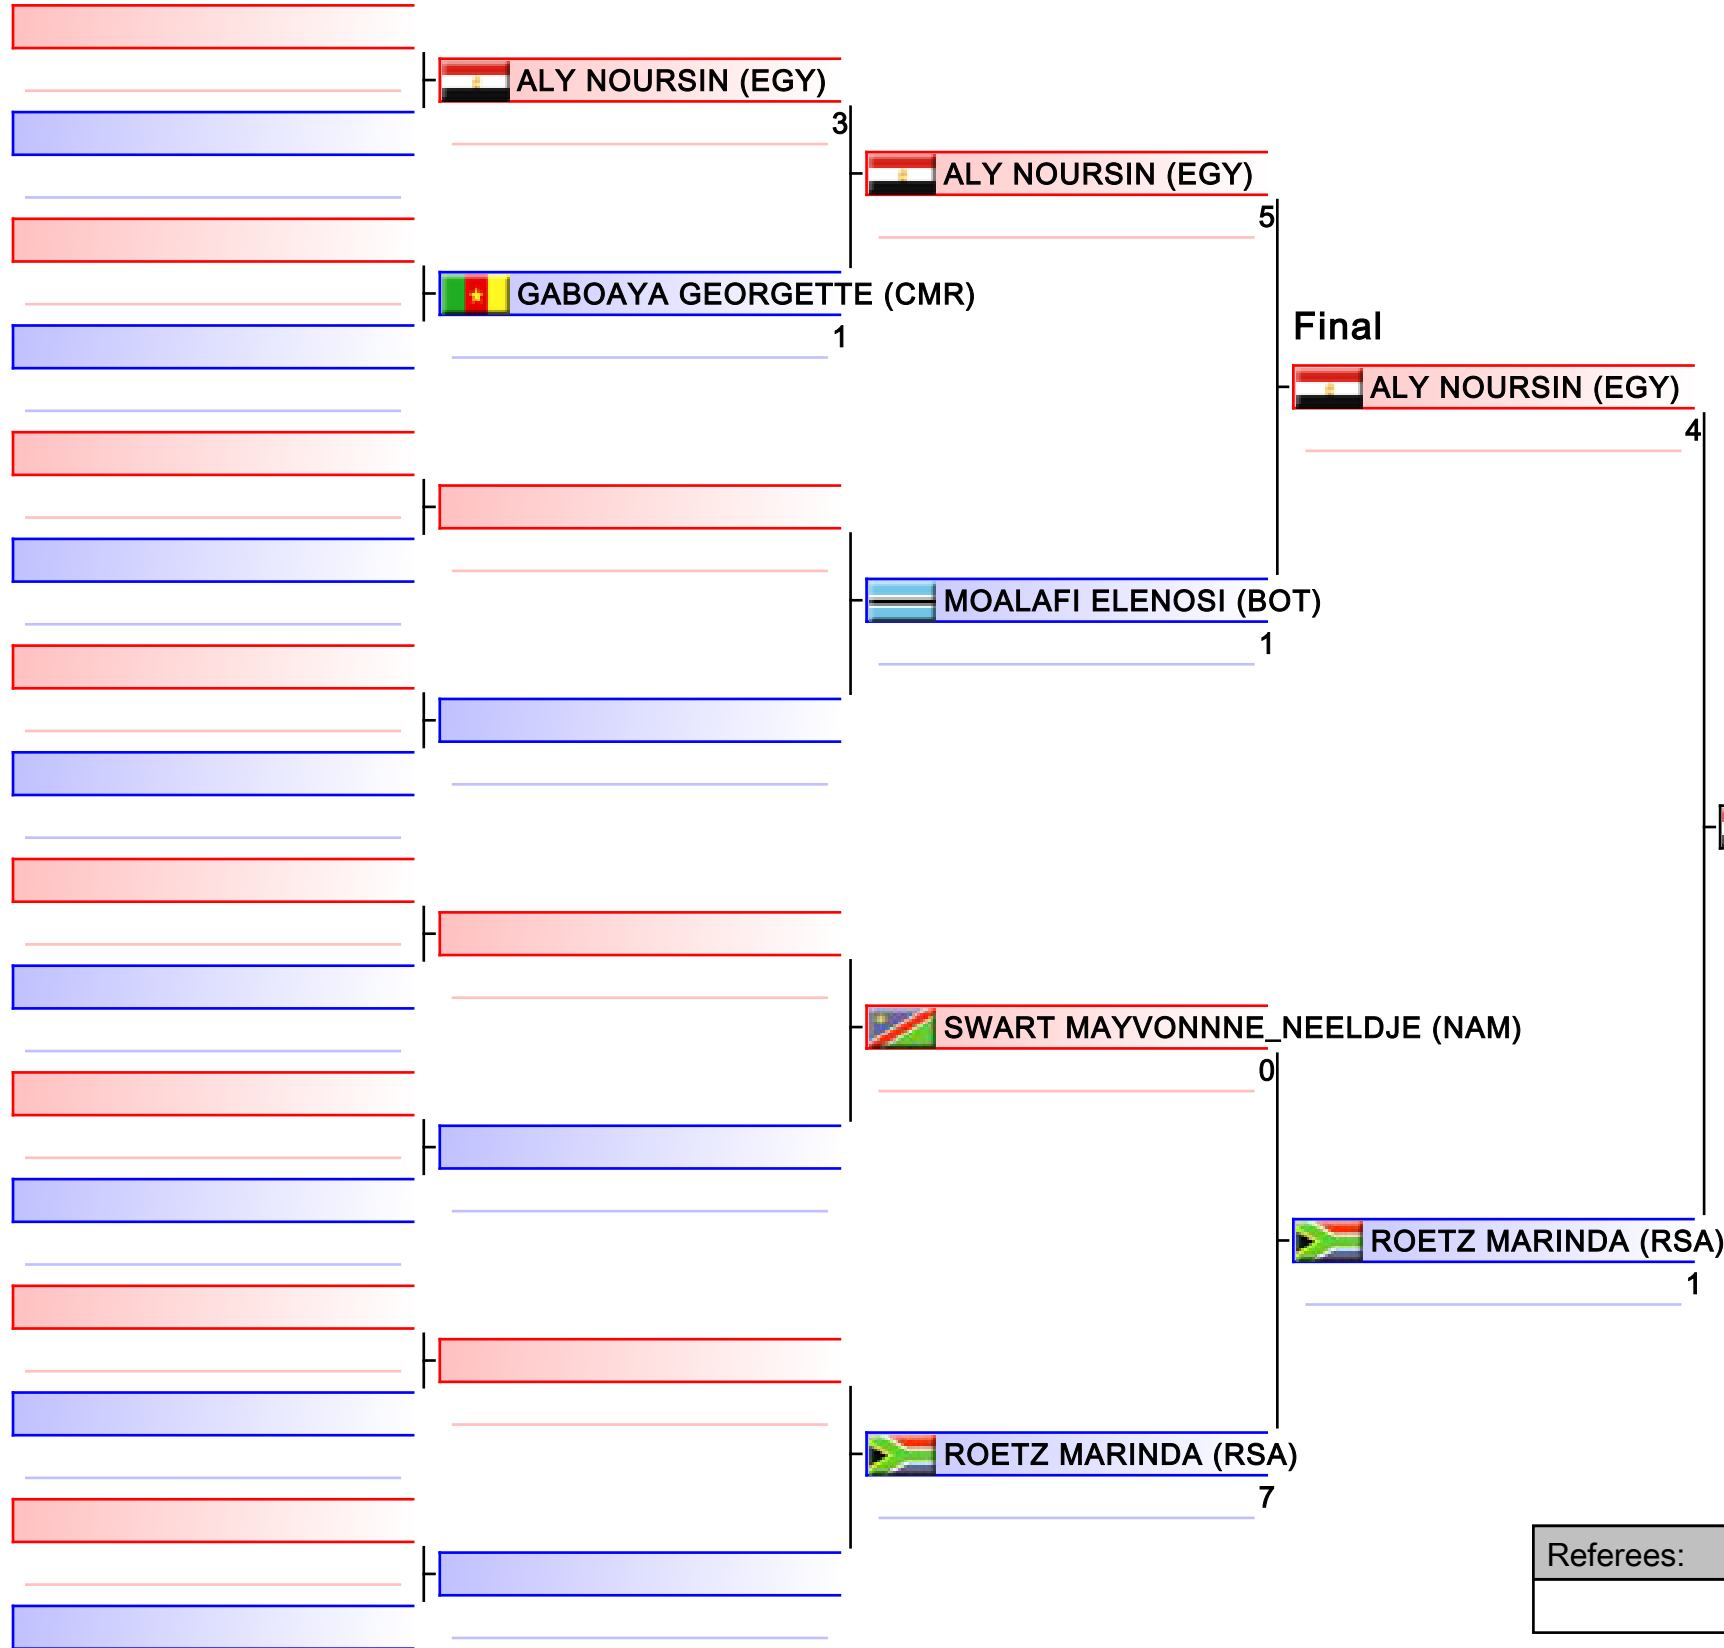 ALY NOURSIN (EGY)
3
ALY NOURSIN (EGY)
5
GABOAYA GEORGETTE (CMR)
1
Final
ALY NOURSIN (EGY)
4
MOALAFI ELENOSI (BOT)
1
SWART MAYVONNNE_NEELDJE (NAM)
0
ROETZ MARINDA (RSA)
1
ROETZ MARINDA (RSA)
7
Referees: